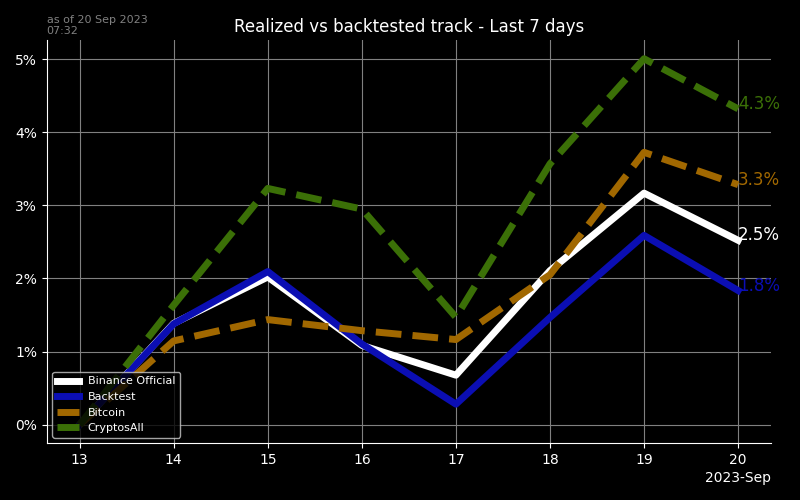 as of 20 Sep 2023
07:32
Realized vs backtested track - Last 7 days
5%
4%
3%
2%
1%
0%
4.3%
3.3%
2.5%
1.8%
Binance Official
Backtest
Bitcoin
CryptosAll
13 14 15 16 17 18 19 20
2023-Sep